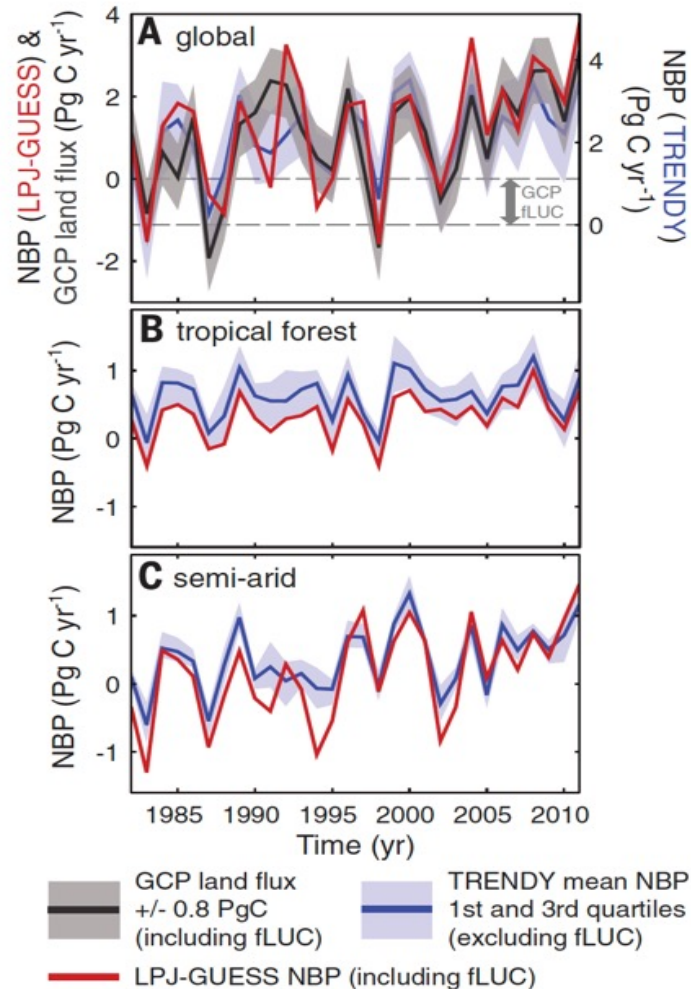 A global
NBP (LPJ-GUESS) &
GCP land flux (Pg C yr⁻¹)
4
2
0
-2
4
2
0
NBP (TRENDY)
(Pg C yr⁻¹)
GCP
fLUC
B tropical forest
NBP (Pg C yr⁻¹)
1
0
-1
C semi-arid
NBP (Pg C yr⁻¹)
1
0
-1
1985 1990 1995 2000 2005 2010
Time (yr)
GCP land flux
+/- 0.8 PgC
(including fLUC)
TRENDY mean NBP
1st and 3rd quartiles
(excluding fLUC)
LPJ-GUESS NBP (including fLUC)